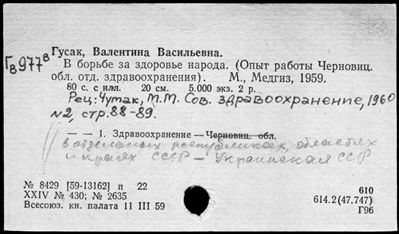 Гусак, Валентина Васильевна.
Гв977в В борьбе за здоровье народа. (Опыт работы Черновиц.
обл. отд. здравоохранения). М., Медгиз, 1959.
80 с. с илл. 20 см. 5.000 экз. 2 р.
Рец.: Чутак, М.М. Сов. здравоохранение, 1960
№2, стр. 88-89.
— — 1. Здравоохранение — Черновиц. обл.
в отдельных республиках, областях
и краях СССР — Украинская ССР
№ 8429 [59-13162] п 22
XXIV № 430; № 2635
Всесоюз. кн. палата 11 III 59
610
614.2(47.747)
Г96